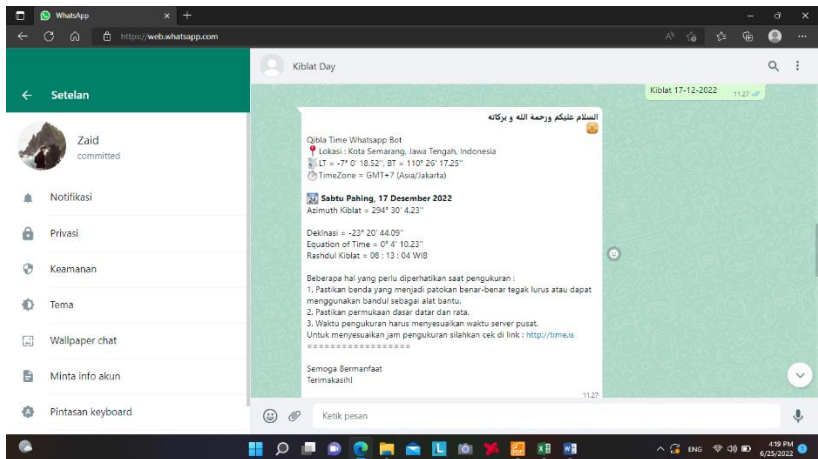 WhatsApp
https://web.whatsapp.com
Setelan
Zaid
committed
Notifikasi
Privasi
Keamanan
Tema
Wallpaper chat
Minta info akun
Pintasan keyboard
Kiblat Day
Kiblat 17-12-2022
11.27
السلام عليكم ورحمة الله و بركاته
Qibla Time Whatsapp Bot
Lokasi : Kota Semarang, Jawa Tengah, Indonesia
LT = -7° 0' 18.52'', BT = 110° 26' 17.25''
TimeZone = GMT+7 (Asia/Jakarta)
Sabtu Pahing, 17 Desember 2022
Azimuth Kiblat = 294° 30' 4.23''
Deklnasi = -23° 20' 44.09''
Equation of Time = 0° 4' 10.23''
Rashdul Kiblat = 08 : 13 : 04 WIB
Beberapa hal yang perlu diperhatikan saat pengukuran :
1. Pastikan benda yang menjadi patokan benar-benar tegak lurus atau dapat
menggunakan bandul sebagai alat bantu.
2. Pastikan permukaan dasar datar dan rata.
3. Waktu pengukuran harus menyesuaikan waktu server pusat.
Untuk menyesuaikan jam pengukuran silahkan cek di link : http://time.is
==================
Semoga Bermanfaat
Terimakasih!
11.27
Ketik pesan
ENG
4:19 PM
6/25/2022